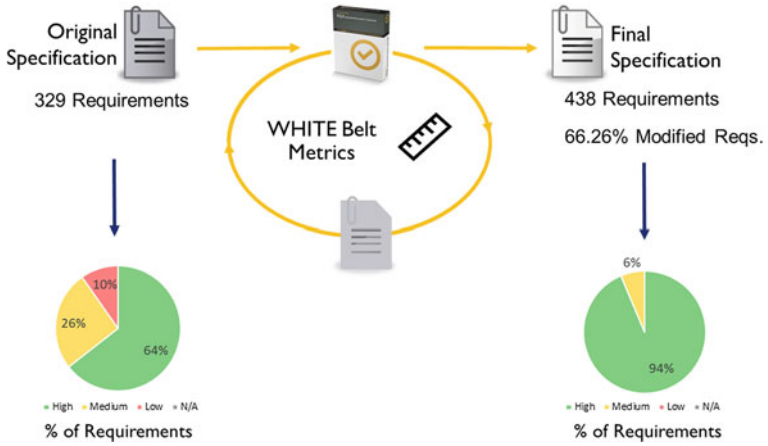 Original
Specification
329 Requirements
WHITE Belt
Metrics
Final
Specification
438 Requirements
66.26% Modified Reqs.
10%
26%
64%
High Medium Low N/A
% of Requirements
6%
94%
High Medium Low N/A
% of Requirements